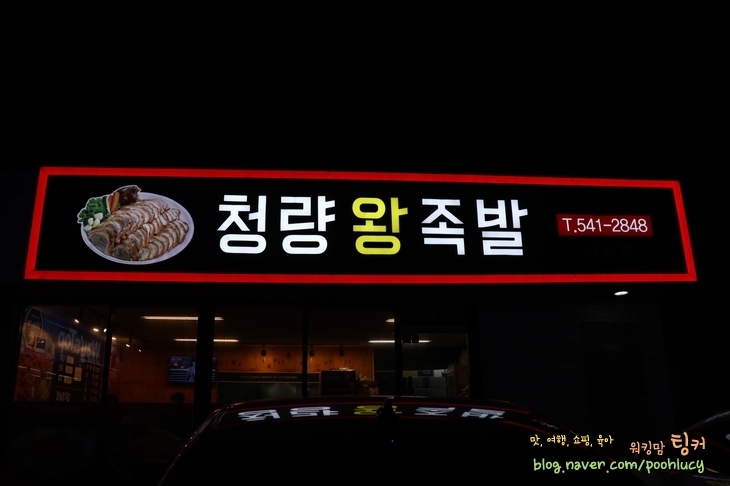 청량왕족발
T.541-2848
맛, 여행, 쇼핑, 육아
워킹맘 팅커
blog.naver.com/poohlucy